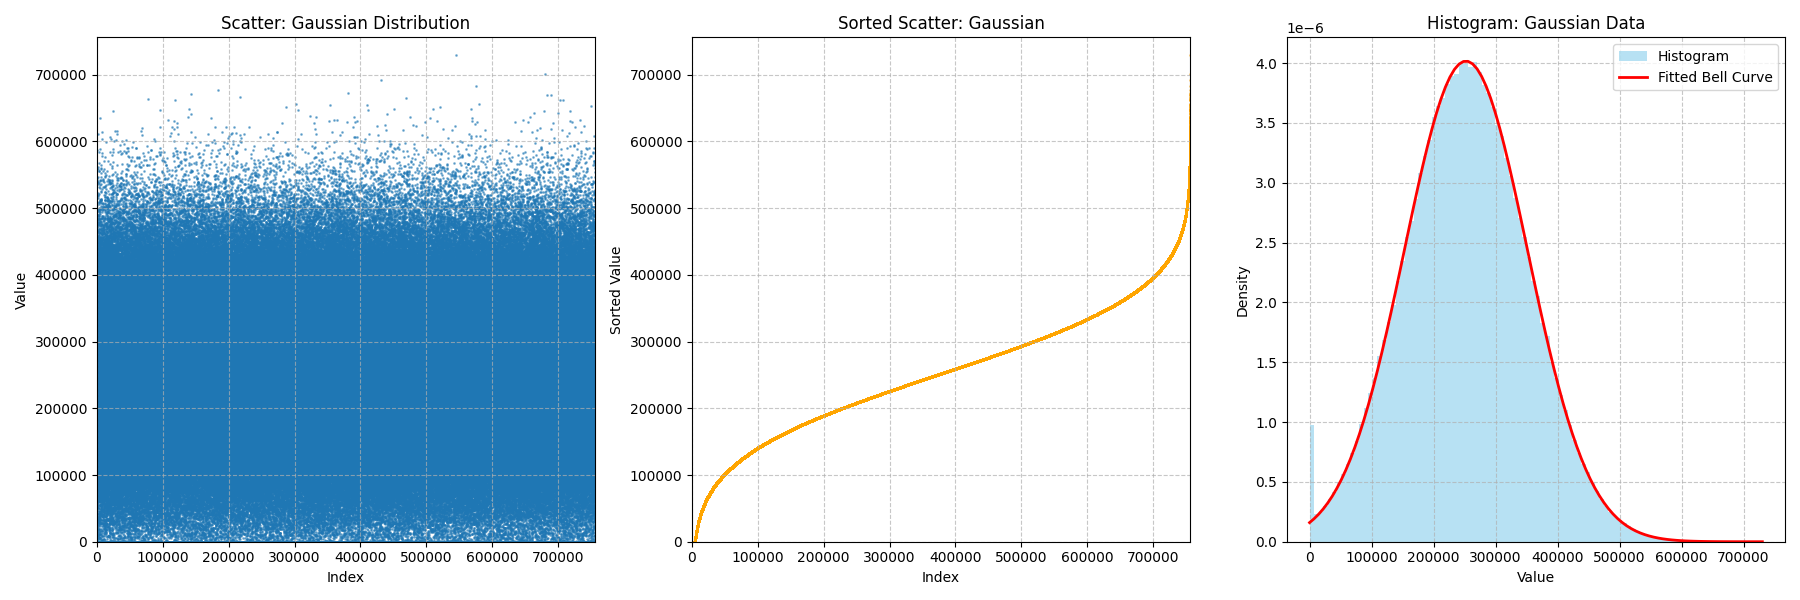 Scatter: Gaussian Distribution
Value
700000
600000
500000
400000
300000
200000
100000
0
0 100000 200000 300000 400000 500000 600000 700000
Index
Sorted Scatter: Gaussian
Sorted Value
700000
600000
500000
400000
300000
200000
100000
0
0 100000 200000 300000 400000 500000 600000 700000
Index
Histogram: Gaussian Data
1e−6
Histogram
Fitted Bell Curve
Density
4.0
3.5
3.0
2.5
2.0
1.5
1.0
0.5
0.0
0 100000 200000 300000 400000 500000 600000 700000
Value